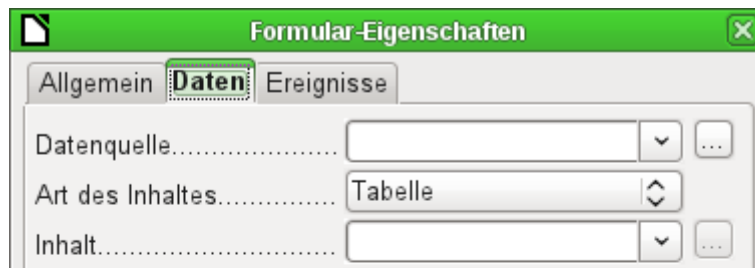 Formular-Eigenschaften
Allgemein Daten Ereignisse
Datenquelle.................... ...
Art des Inhaltes............... Tabelle
Inhalt........................... ...